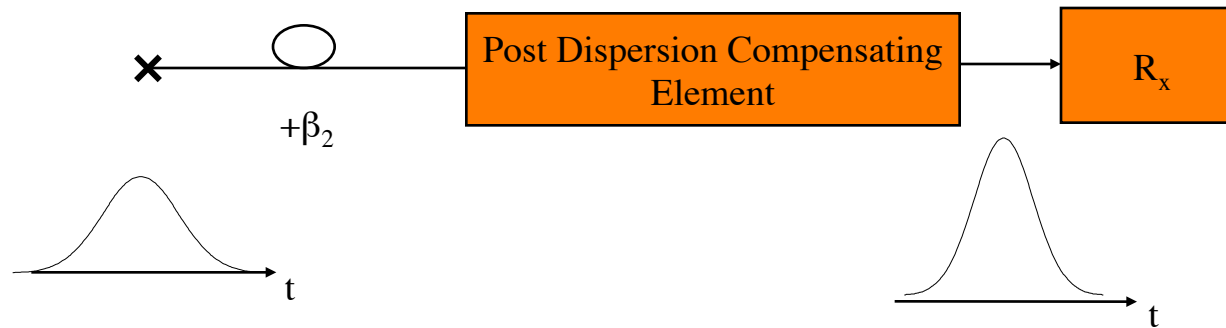 Post Dispersion Compensating
Element
Rₓ
+β₂
t
t